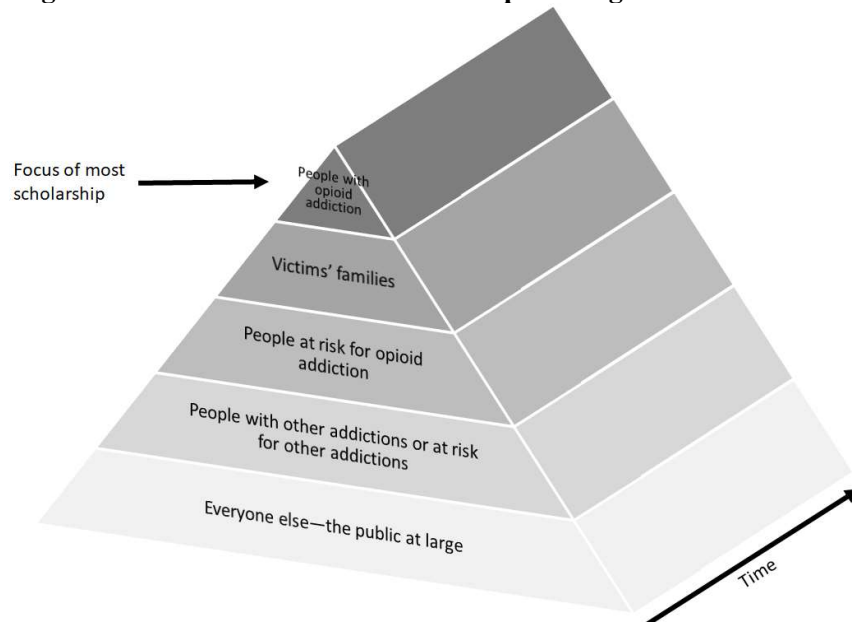 Focus of most
scholarship
People with
opioid
addiction
Victims’ families
People at risk for opioid
addiction
People with other addictions or at risk
for other addictions
Everyone else—the public at large
Time